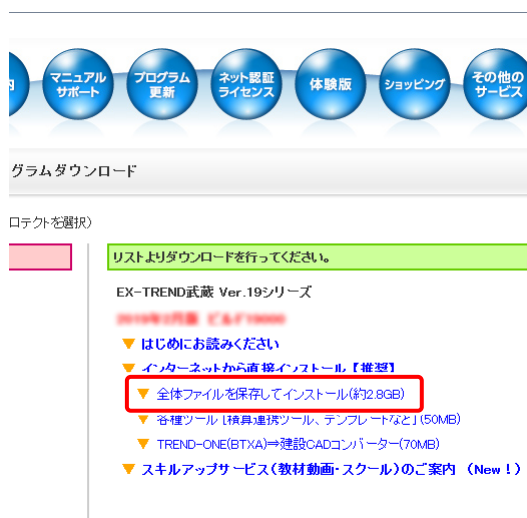 マニュアル
サポート
プログラム
更新
ネット認証
ライセンス
体験版
ショッピング
その他の
サービス
グラムダウンロード
ロテクトを選択)
リストよりダウンロードを行ってください。
EX-TREND武蔵 Ver.19シリーズ
▼ はじめにお読みください
▼ インターネットから直接インストール【推奨】
▼ 全体ファイルを保存してインストール(約2.8GB)
▼ 各種ツール [積算連携ツール、テンプレートなど] (50MB)
▼ TREND-ONE(BTXA)⇒建設CADコンバーター(70MB)
▼ スキルアップサービス(教材動画・スクール)のご案内 (New!)